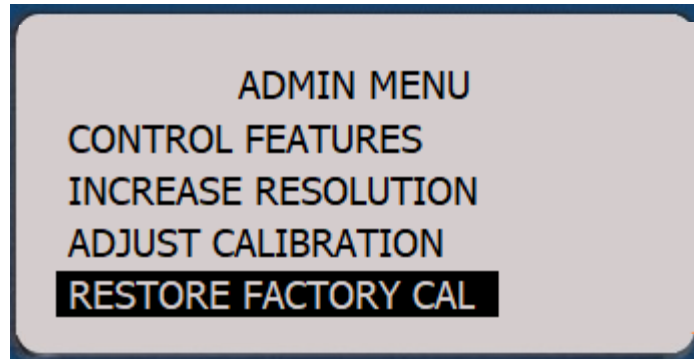 ADMIN MENU
CONTROL FEATURES
INCREASE RESOLUTION
ADJUST CALIBRATION
RESTORE FACTORY CAL